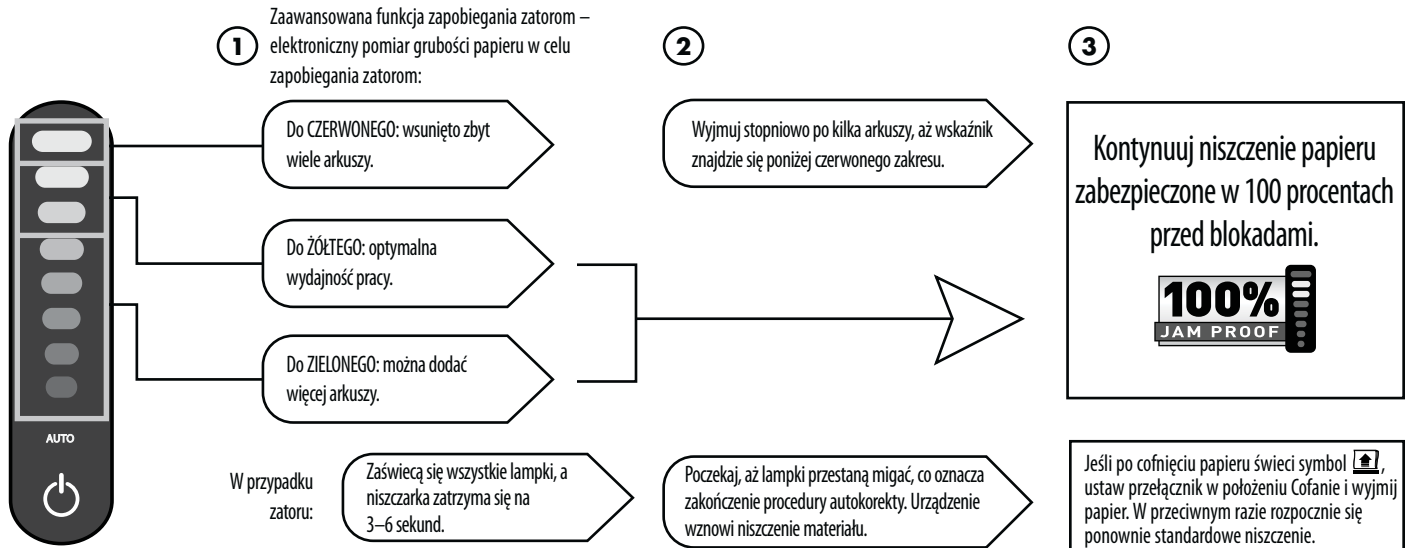 1
Zaawansowana funkcja zapobiegania zatorom –
elektroniczny pomiar grubości papieru w celu
zapobiegania zatorom:
Do CZERWONEGO: wsunięto zbyt
wiele arkuszy.
Do ŻÓŁTEGO: optymalna
wydajność pracy.
Do ZIELONEGO: można dodać
więcej arkuszy.
2
Wyjmuj stopniowo po kilka arkuszy, aż wskaźnik
znajdzie się poniżej czerwonego zakresu.
3
Kontynuuj niszczenie papieru
zabezpieczone w 100 procentach
przed blokadami.
100%
JAM PROOF
AUTO
W przypadku
zatoru:
Zaświecą się wszystkie lampki, a
niszczarka zatrzyma się na
3–6 sekund.
Poczekaj, aż lampki przestaną migać, co oznacza
zakończenie procedury autokorekty. Urządzenie
wznowi niszczenie materiału.
Jeśli po cofnięciu papieru świeci symbol ,
ustaw przełącznik w położeniu Cofanie i wyjmij
papier. W przeciwnym razie rozpocznie się
ponownie standardowe niszczenie.